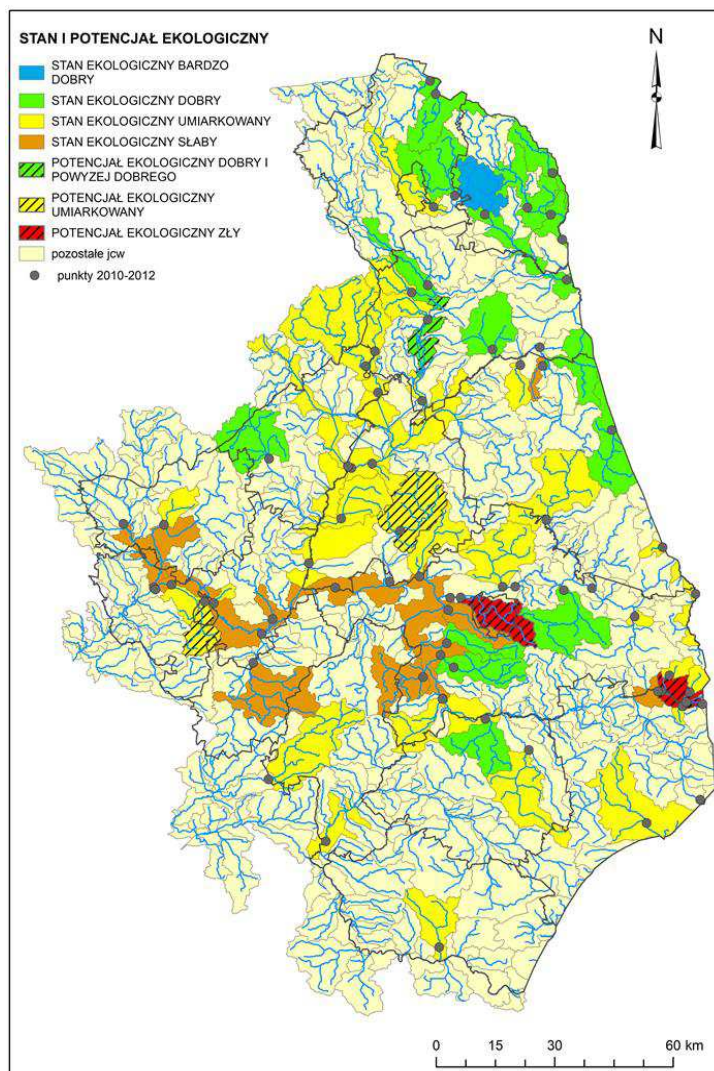 STAN I POTENCJAŁ EKOLOGICZNY
STAN EKOLOGICZNY BARDZO
DOBRY
STAN EKOLOGICZNY DOBRY
STAN EKOLOGICZNY UMIARKOWANY
STAN EKOLOGICZNY SŁABY
POTENCJAŁ EKOLOGICZNY DOBRY I
POWYZEJ DOBREGO
POTENCJAŁ EKOLOGICZNY
UMIARKOWANY
POTENCJAŁ EKOLOGICZNY ZŁY
pozostałe jcw
punkty 2010-2012
N
0 15 30 60 km